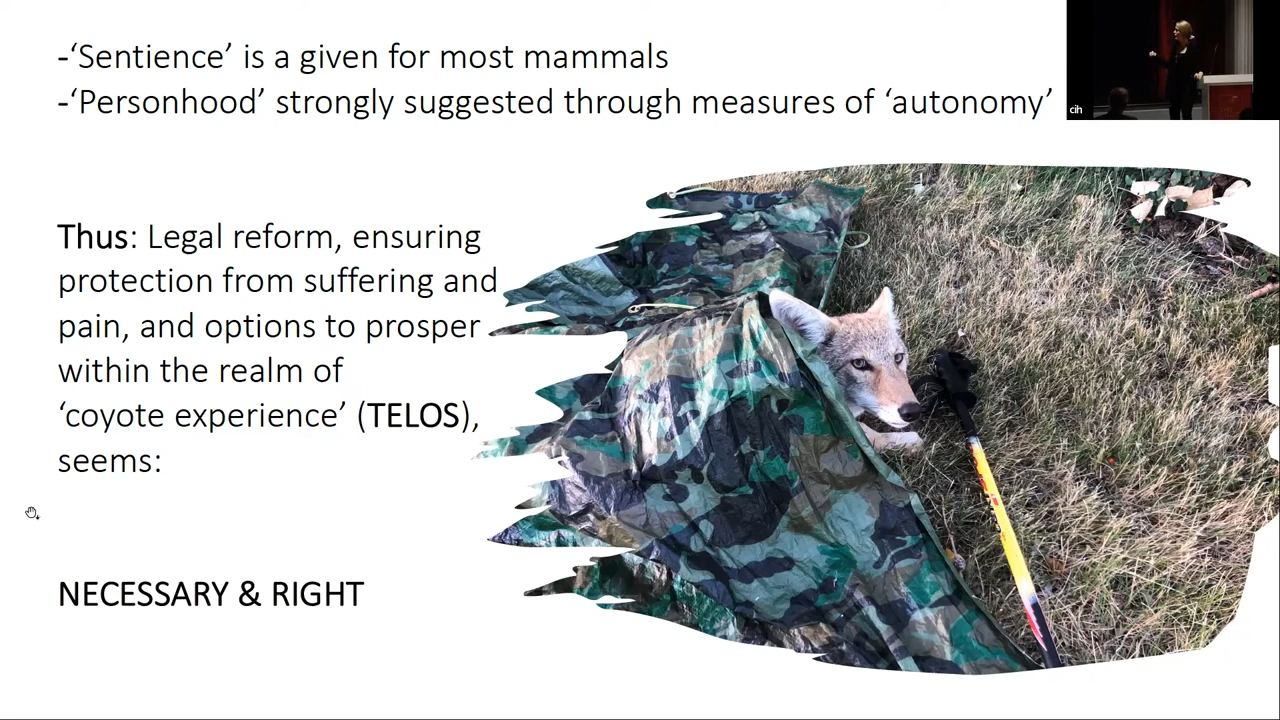 -‘Sentience’ is a given for most mammals
-‘Personhood’ strongly suggested through measures of ‘autonomy’
cih
Thus: Legal reform, ensuring
protection from suffering and
pain, and options to prosper
within the realm of
‘coyote experience’ (TELOS),
seems:
NECESSARY & RIGHT